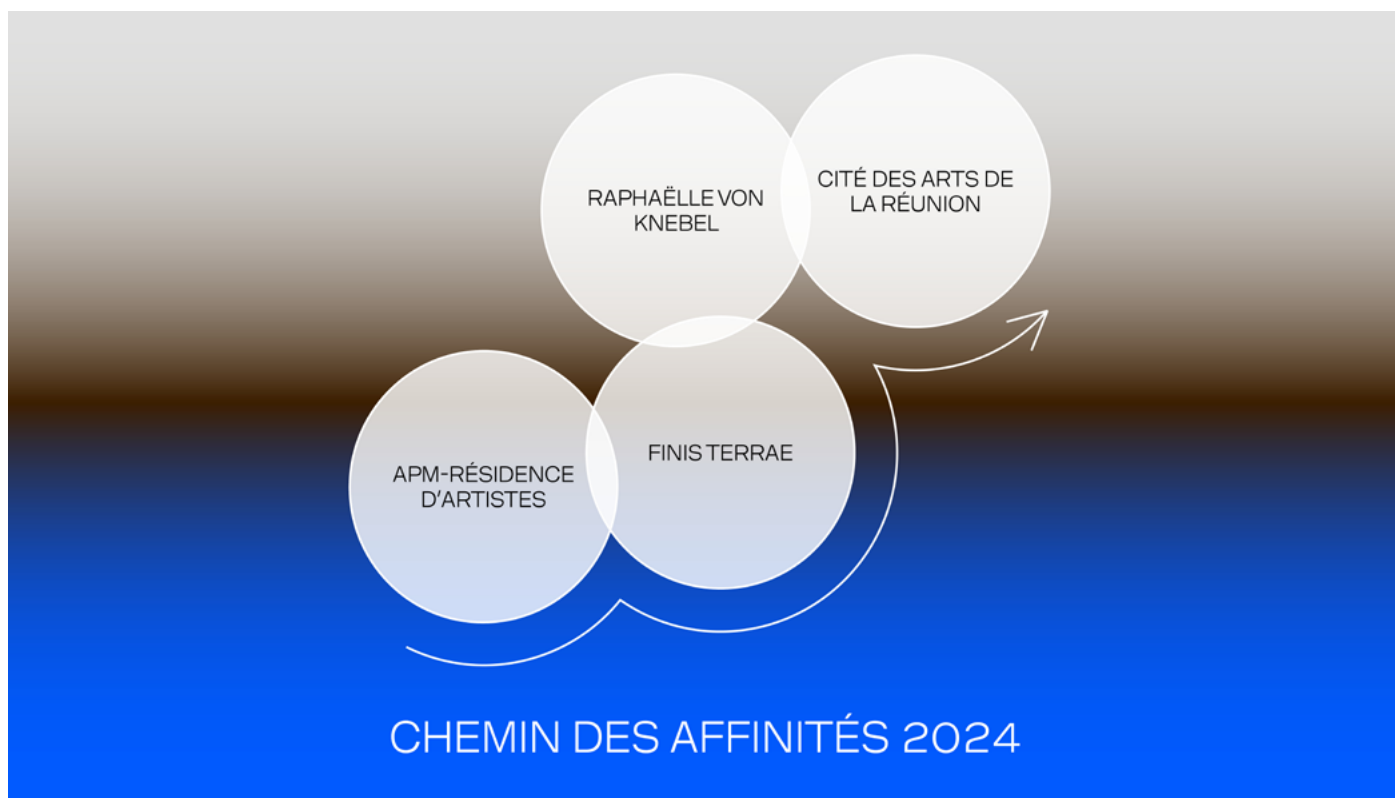 RAPHAËLLE VON
KNEBEL
CITÉ DES ARTS DE
LA RÉUNION
APM-RÉSIDENCE
D'ARTISTES
FINIS TERRAE
CHEMIN DES AFFINITÉS 2024